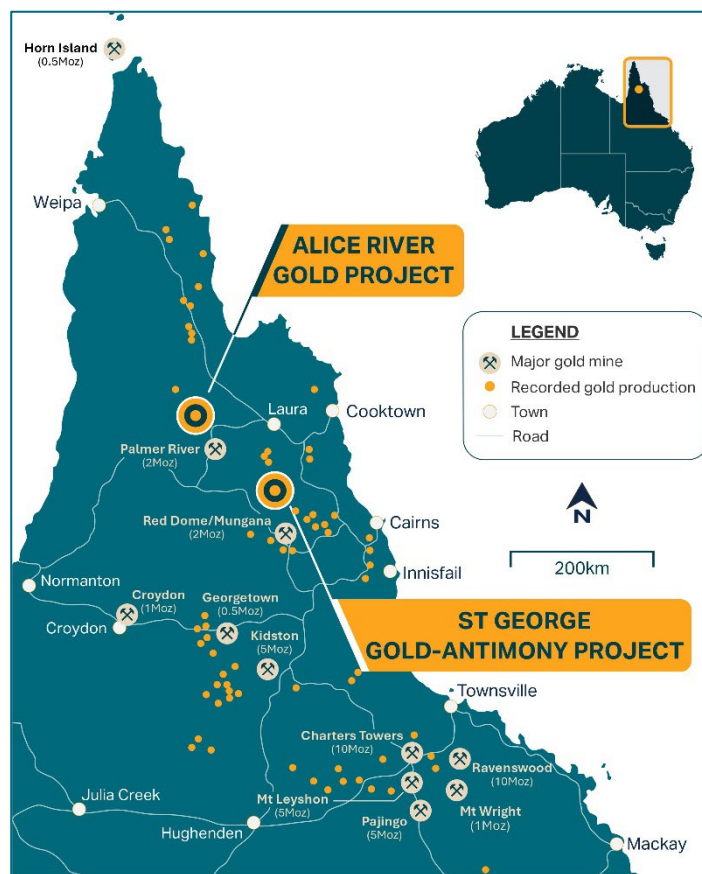 Horn Island
(0.5Moz)
Weipa
ALICE RIVER
GOLD PROJECT
LEGEND
Major gold mine
Recorded gold production
Town
Road
Laura
Cooktown
Palmer River
(2Moz)
N
200km
Red Dome/Mungana
(2Moz)
Cairns
Innisfail
Normanton
Croydon
(1Moz)
Croydon
Georgetown
(0.5Moz)
Kidston
(5Moz)
ST GEORGE
GOLD-ANTIMONY PROJECT
Townsville
Charters Towers
(10Moz)
Ravenswood
(10Moz)
Mt Leyshon
(5Moz)
Mt Wright
(1Moz)
Pajingo
(5Moz)
Julia Creek
Hughenden
Mackay